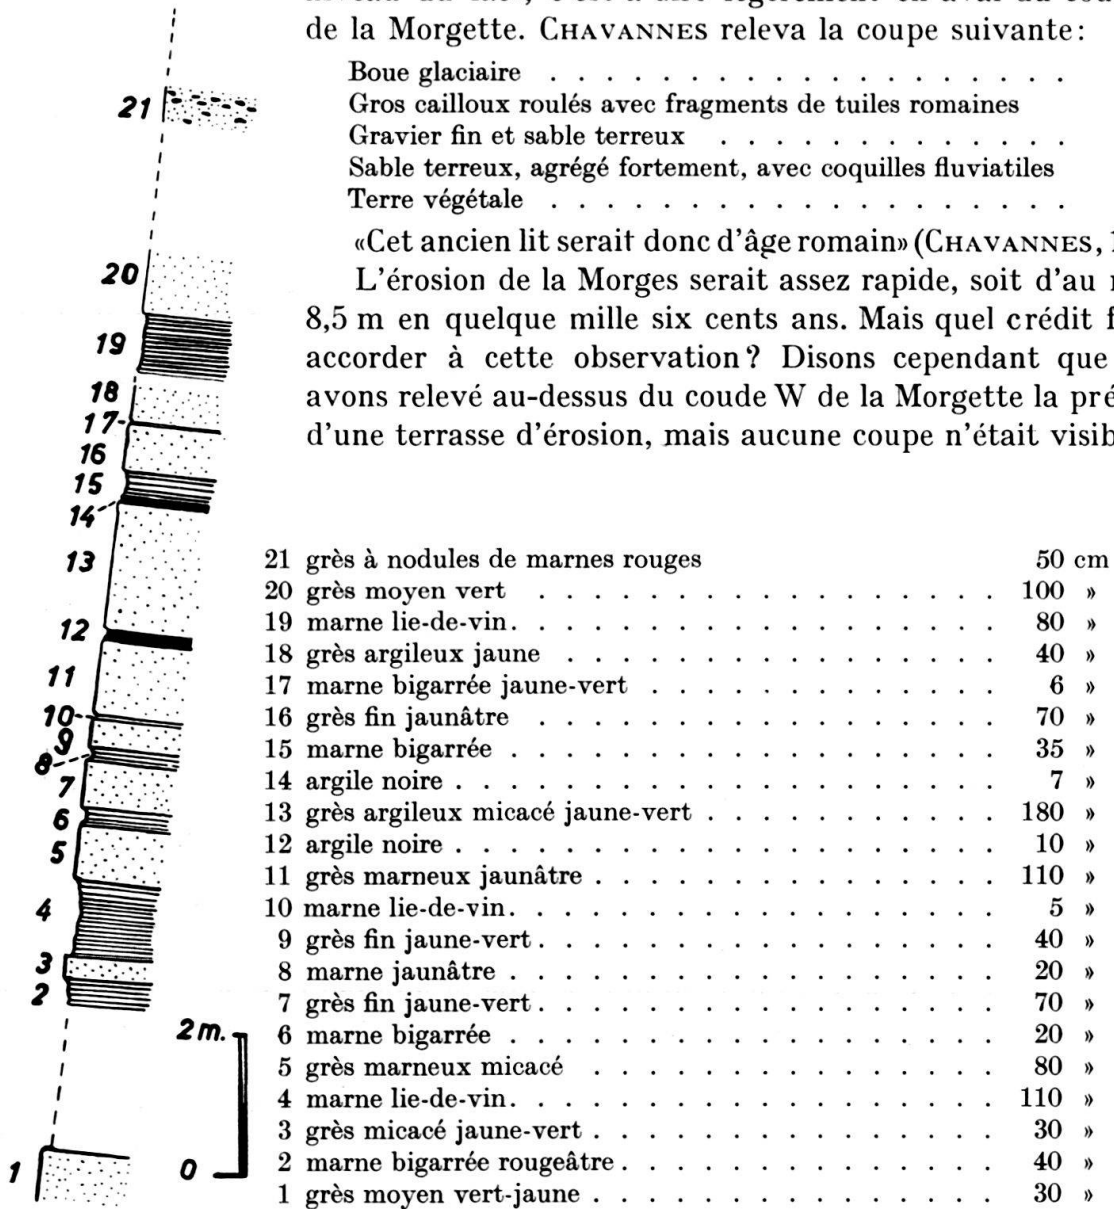 de la Morgette. CHAVANNES releva la coupe suivante:
Boue glaciaire . . . . . . . . . . . . . . . . . . .
Gros cailloux roulés avec fragments de tuiles romaines
Gravier fin et sable terreux . . . . . . . . . . . . .
Sable terreux, agrégé fortement, avec coquilles fluviatiles
Terre végétale . . . . . . . . . . . . . . . . . . .
«Cet ancien lit serait donc d'âge romain» (CHAVANNES,
L'érosion de la Morges serait assez rapide, soit d'au
8,5 m en quelque mille six cents ans. Mais quel crédit
accorder à cette observation? Disons cependant que
avons relevé au-dessus du coude W de la Morgette la
d'une terrasse d'érosion, mais aucune coupe n'était
21
20
19
18
17
16
15
14
13
12
11
10
9
8
7
6
5
4
3
2
1
2 m.
0
21 grès à nodules de marnes rouges 50 cm
20 grès moyen vert . . . . . . . . . . . . . . . . . 100 »
19 marne lie-de-vin . . . . . . . . . . . . . . . . . 80 »
18 grès argileux jaune . . . . . . . . . . . . . . . . 40 »
17 marne bigarrée jaune-vert . . . . . . . . . . . . . 6 »
16 grès fin jaunâtre . . . . . . . . . . . . . . . . . 70 »
15 marne bigarrée . . . . . . . . . . . . . . . . . . 35 »
14 argile noire . . . . . . . . . . . . . . . . . . . 7 »
13 grès argileux micacé jaune-vert . . . . . . . . . . . 180 »
12 argile noire . . . . . . . . . . . . . . . . . . . 10 »
11 grès marneux jaunâtre . . . . . . . . . . . . . . . 110 »
10 marne lie-de-vin . . . . . . . . . . . . . . . . . 5 »
9 grès fin jaune-vert . . . . . . . . . . . . . . . . 40 »
8 marne jaunâtre . . . . . . . . . . . . . . . . . . 20 »
7 grès fin jaune-vert . . . . . . . . . . . . . . . . 70 »
6 marne bigarrée . . . . . . . . . . . . . . . . . . 20 »
5 grès marneux micacé . . . . . . . . . . . . . . . 80 »
4 marne lie-de-vin . . . . . . . . . . . . . . . . . 110 »
3 grès micacé jaune-vert . . . . . . . . . . . . . . . 30 »
2 marne bigarrée rougeâtre . . . . . . . . . . . . . . 40 »
1 grès moyen vert-jaune . . . . . . . . . . . . . . . 30 »